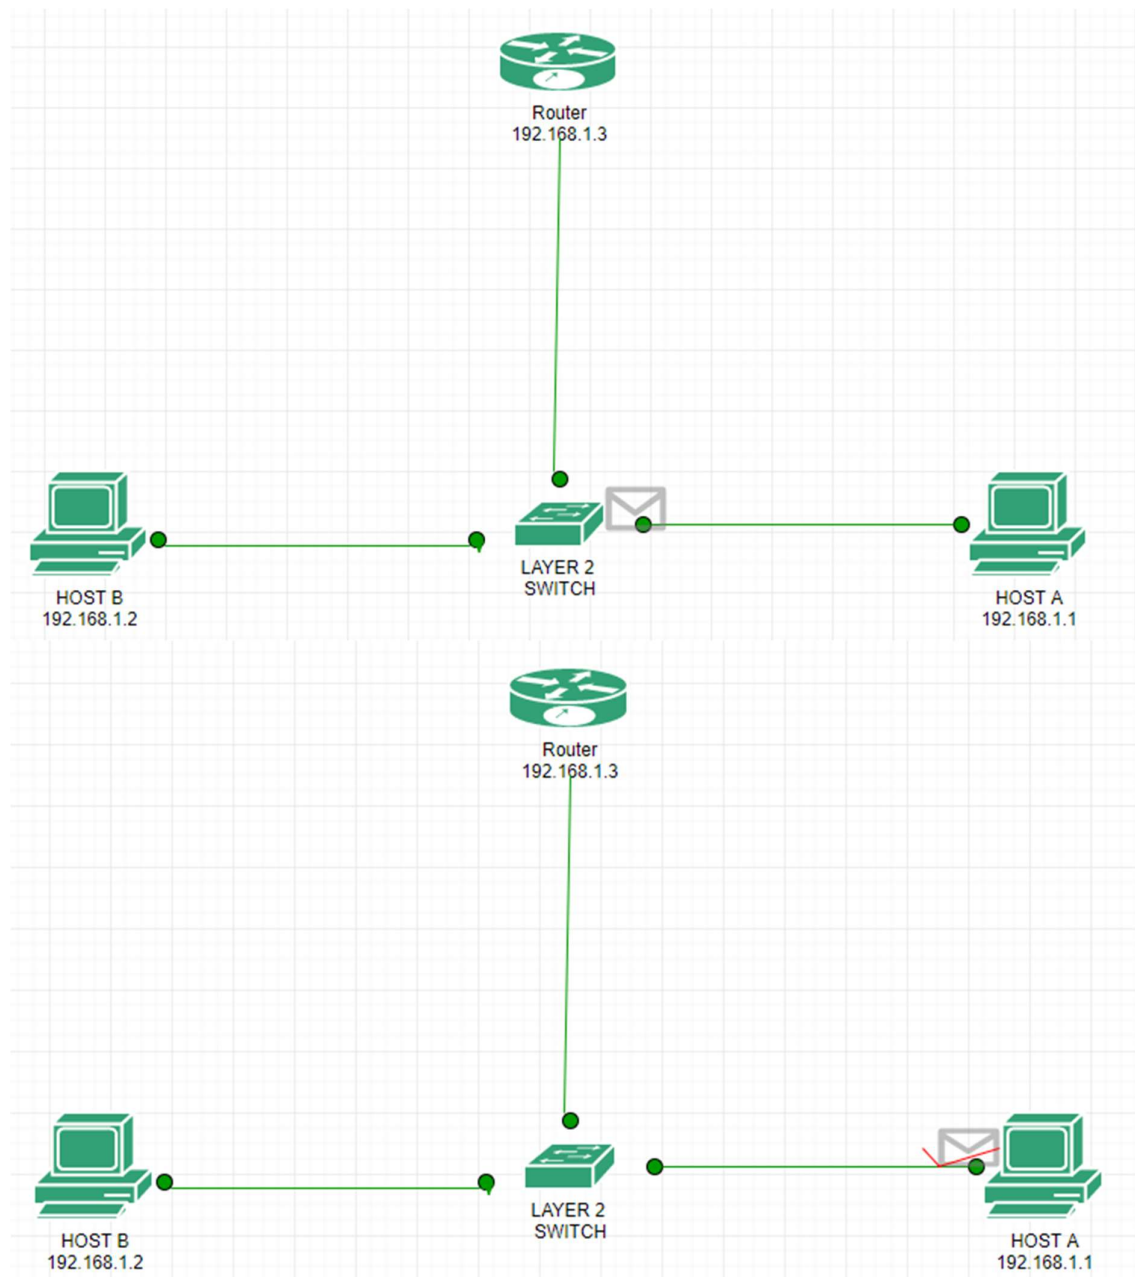 Router
192.168.1.3
LAYER 2
SWITCH
HOST B
192.168.1.2
HOST A
192.168.1.1
Router
192.168.1.3
LAYER 2
SWITCH
HOST B
192.168.1.2
HOST A
192.168.1.1